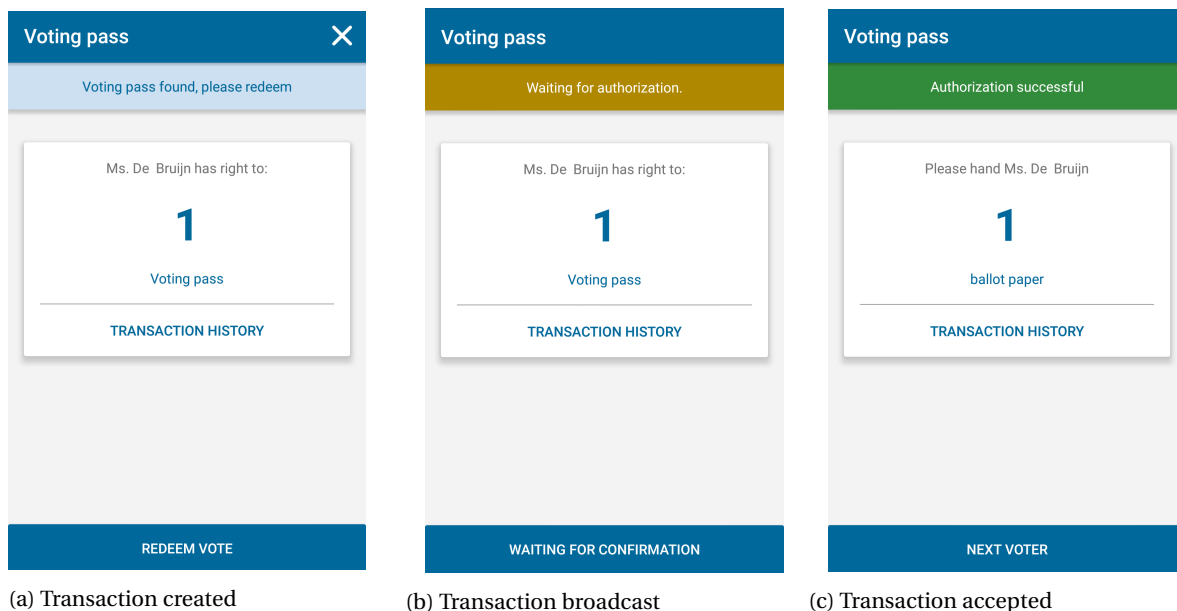 Voting pass
Voting pass found, please redeem
Ms. De Bruijn has right to:
1
Voting pass
TRANSACTION HISTORY
REDEEM VOTE
(a) Transaction created
Voting pass
Waiting for authorization.
Ms. De Bruijn has right to:
1
Voting pass
TRANSACTION HISTORY
WAITING FOR CONFIRMATION
(b) Transaction broadcast
Voting pass
Authorization successful
Please hand Ms. De Bruijn
1
ballot paper
TRANSACTION HISTORY
NEXT VOTER
(c) Transaction accepted